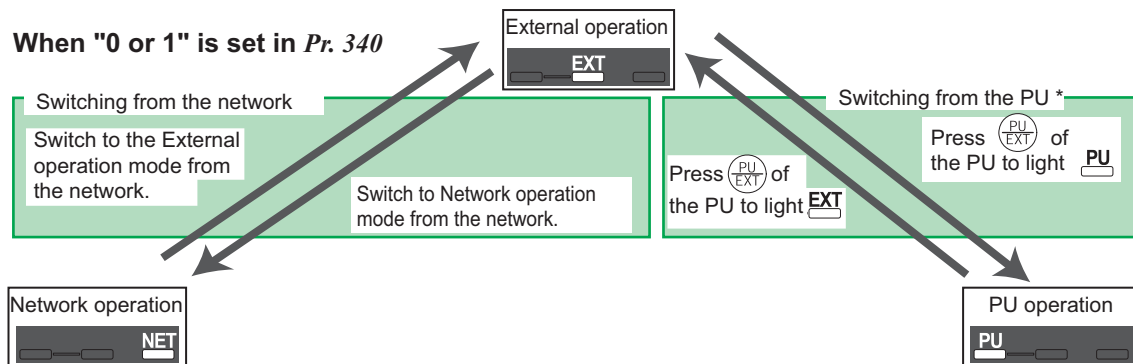 When "0 or 1" is set in Pr. 340
External operation
EXT
Switching from the network
Switch to the External
operation mode from
the network.
Switch to Network operation
mode from the network.
Switching from the PU *
Press PU/EXT of
the PU to light PU
Press PU/EXT of
the PU to light EXT
Network operation
NET
PU operation
PU